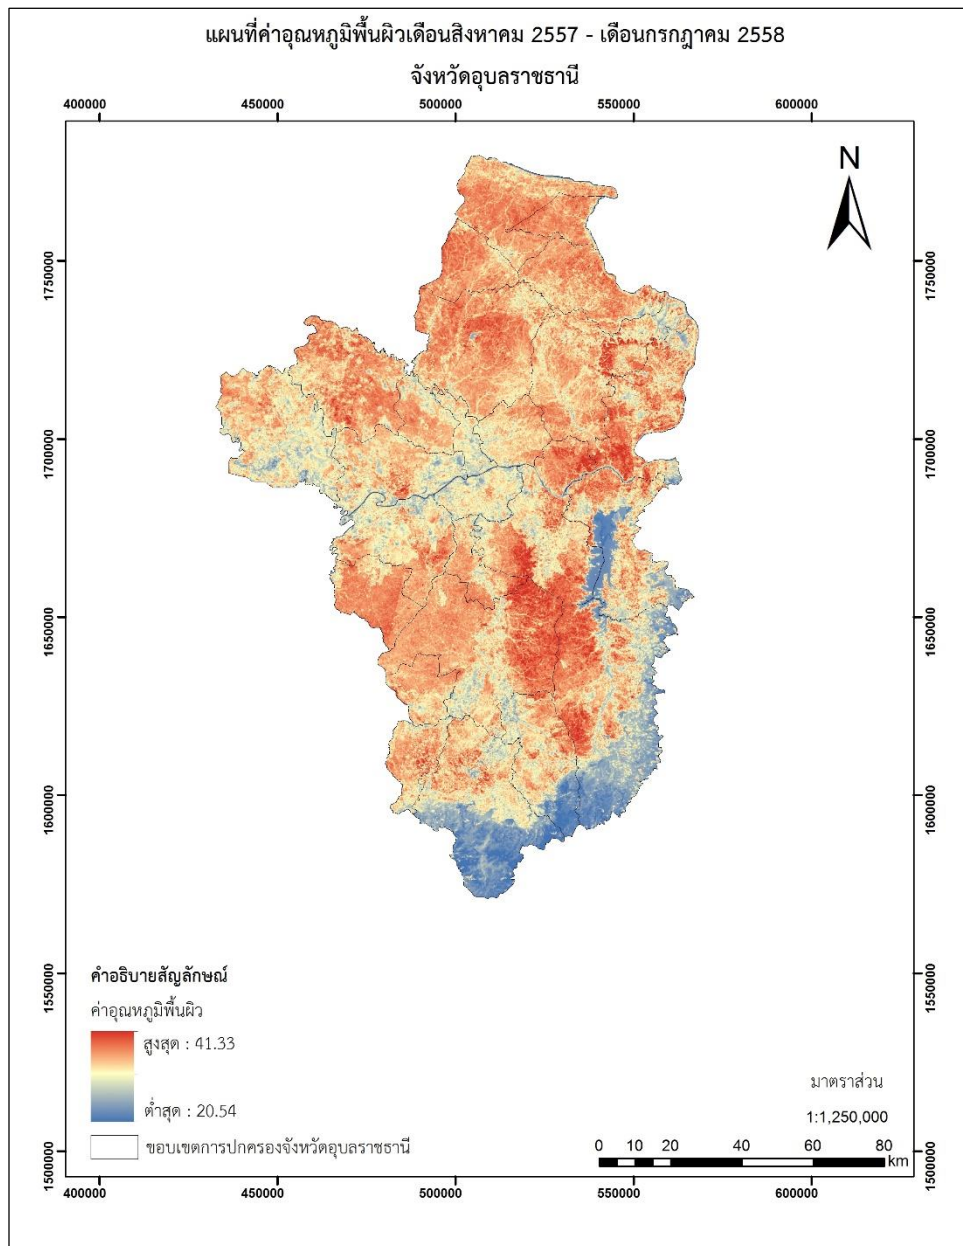 แผนที่ค่าอุณหภูมิพื้นผิวเดือนสิงหาคม 2557 - เดือนกรกฎาคม 2558
จังหวัดอุบลราชธานี
400000 450000 500000 550000 600000
N
1750000 1750000
1700000 1700000
1650000 1650000
1600000 1600000
1550000 1550000
1500000 1500000
คำอธิบายสัญลักษณ์
ค่าอุณหภูมิพื้นผิว
สูงสุด : 41.33
ต่ำสุด : 20.54
ขอบเขตการปกครองจังหวัดอุบลราชธานี
มาตราส่วน
1:1,250,000
0 10 20 40 60 80
km
400000 450000 500000 550000 600000